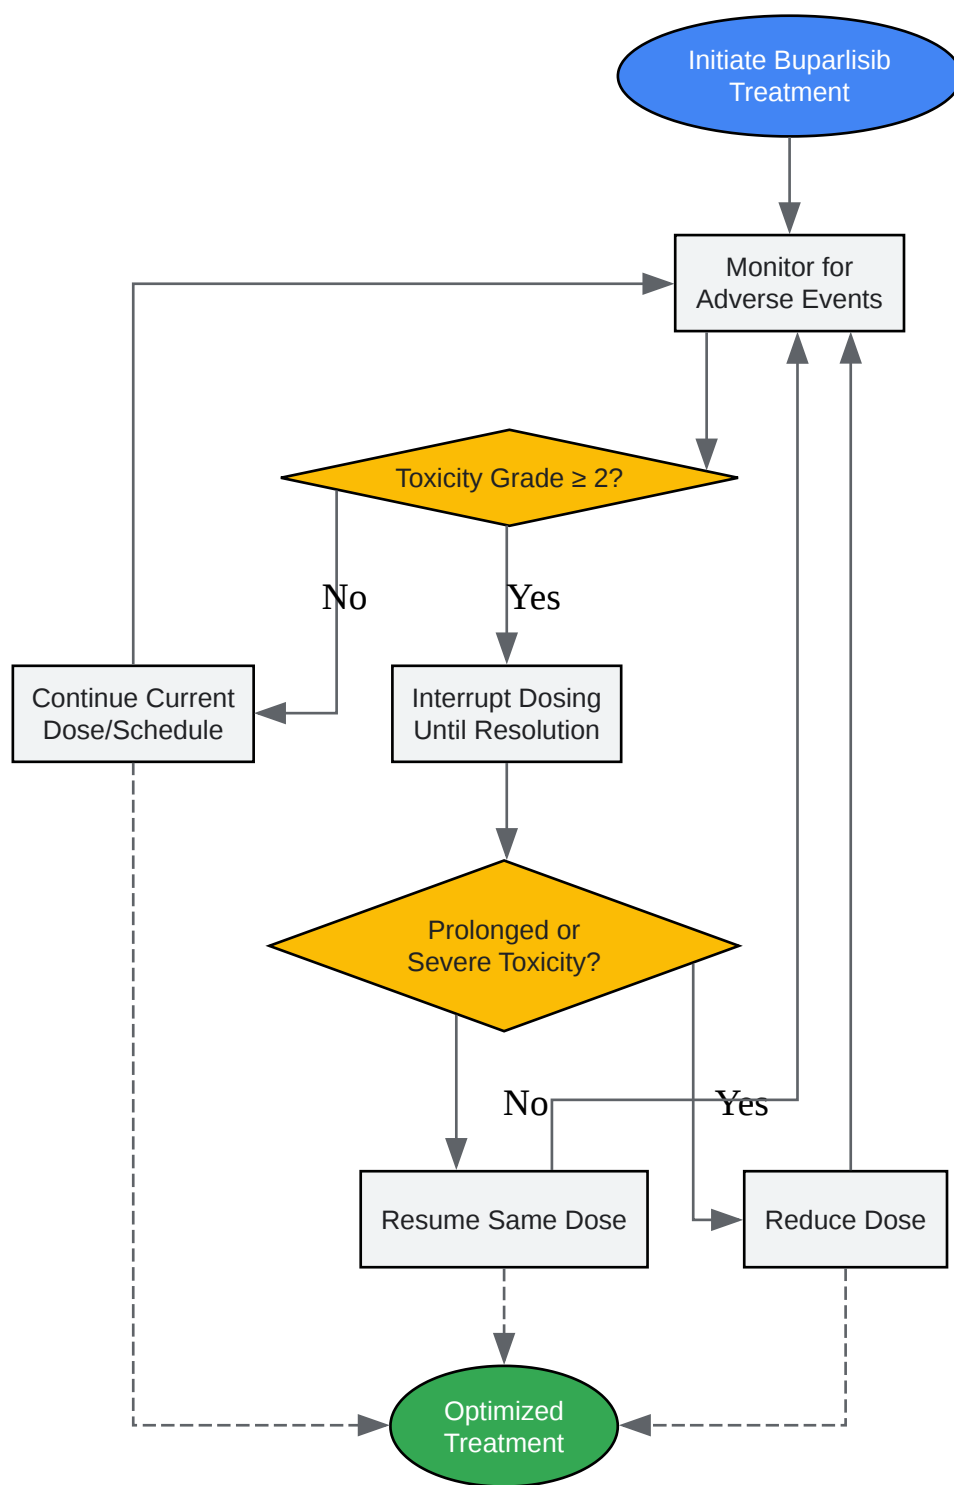 Initiate Buparlisib
Treatment
Monitor for
Adverse Events
Toxicity Grade ≥ 2?
No
Yes
Continue Current
Dose/Schedule
Interrupt Dosing
Until Resolution
Prolonged or
Severe Toxicity?
No
Yes
Resume Same Dose
Reduce Dose
Optimized
Treatment